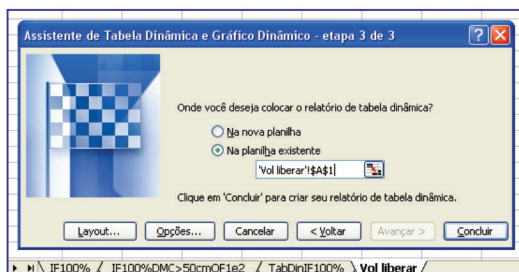 Assistente de Tabela Dinâmica e Gráfico Dinâmico - etapa 3 de 3
Onde você deseja colocar o relatório de tabela dinâmica?
Na nova planilha
Na planilha existente
'Vol liberar'!$A$1
Clique em 'Concluir' para criar seu relatório de tabela dinâmica.
Layout... Opções... Cancelar < Voltar Avançar > Concluir
IF100% / IF100%DMC>50cmOF1e2 / TabDinIF100% \ Vol liberar /